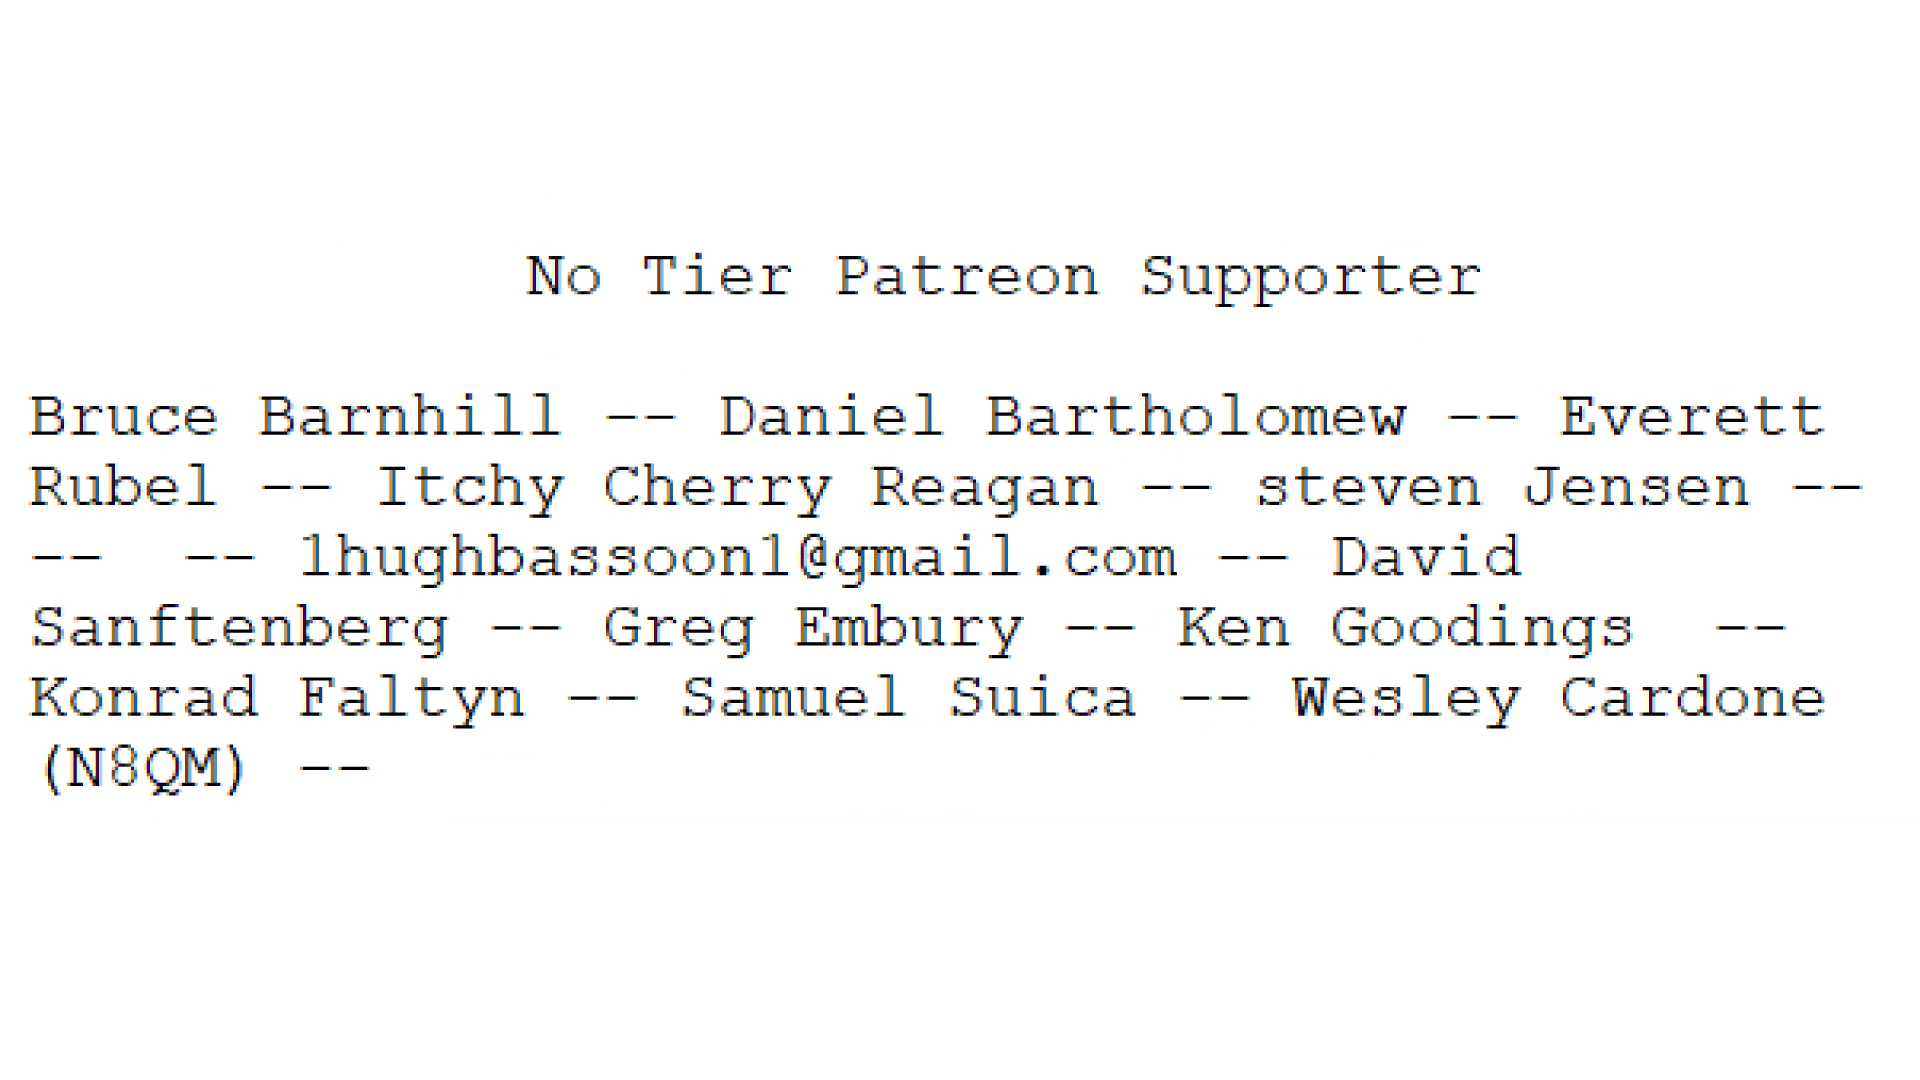 No Tier Patreon Supporter
Bruce Barnhill -- Daniel Bartholomew -- Everett
Rubel -- Itchy Cherry Reagan -- steven Jensen --
--  -- 1hughbassoon1@gmail.com -- David
Sanftenberg -- Greg Embury -- Ken Goodings  --
Konrad Faltyn -- Samuel Suica -- Wesley Cardone
(N8QM) --